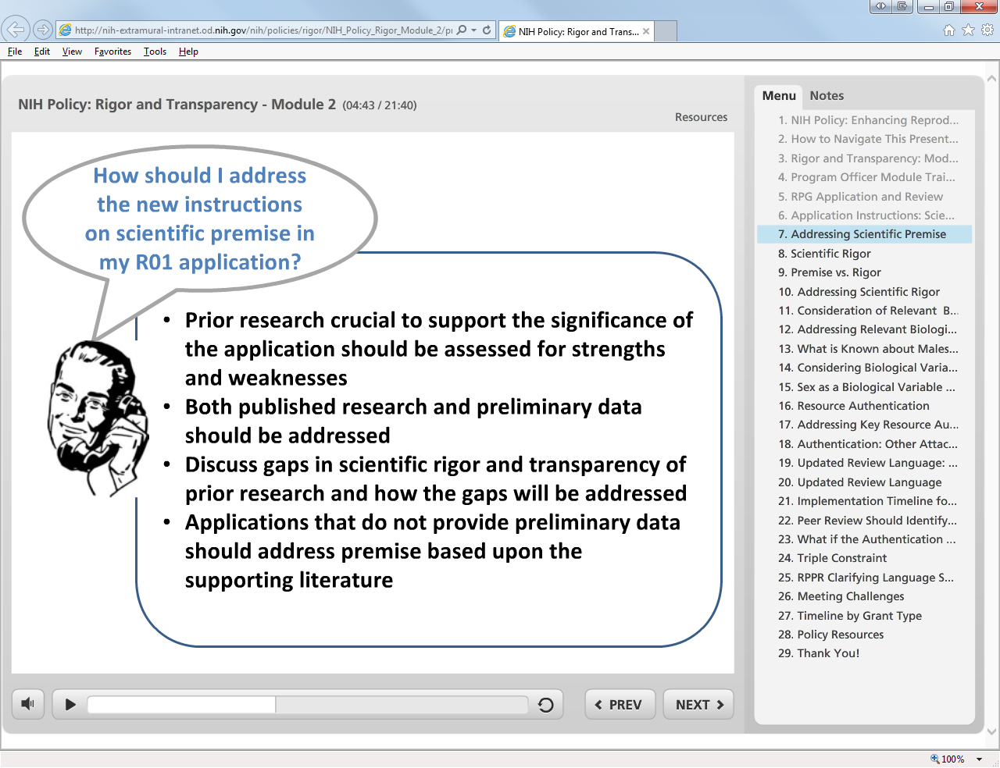 http://nih-extramural-intranet.od.nih.gov/nih/policies/rigor/NIH_Policy_Rigor_Module_2/p
NIH Policy: Rigor and Trans...
File Edit View Favorites Tools Help
NIH Policy: Rigor and Transparency - Module 2 (04:43 / 21:40)
Resources
How should I address
the new instructions
on scientific premise in
my R01 application?
• Prior research crucial to support the significance of
the application should be assessed for strengths
and weaknesses
• Both published research and preliminary data
should be addressed
• Discuss gaps in scientific rigor and transparency of
prior research and how the gaps will be addressed
• Applications that do not provide preliminary data
should address premise based upon the
supporting literature
PREV
NEXT
Menu Notes
1. NIH Policy: Enhancing Reprod...
2. How to Navigate This Present...
3. Rigor and Transparency: Mod...
4. Program Officer Module Trai...
5. RPG Application and Review
6. Application Instructions: Scie...
7. Addressing Scientific Premise
8. Scientific Rigor
9. Premise vs. Rigor
10. Addressing Scientific Rigor
11. Consideration of Relevant B...
12. Addressing Relevant Biologi...
13. What is Known about Males...
14. Considering Biological Varia...
15. Sex as a Biological Variable ...
16. Resource Authentication
17. Addressing Key Resource Au...
18. Authentication: Other Attac...
19. Updated Review Language: ...
20. Updated Review Language
21. Implementation Timeline fo...
22. Peer Review Should Identify...
23. What if the Authentication ...
24. Triple Constraint
25. RPPR Clarifying Language S...
26. Meeting Challenges
27. Timeline by Grant Type
28. Policy Resources
29. Thank You!
100%